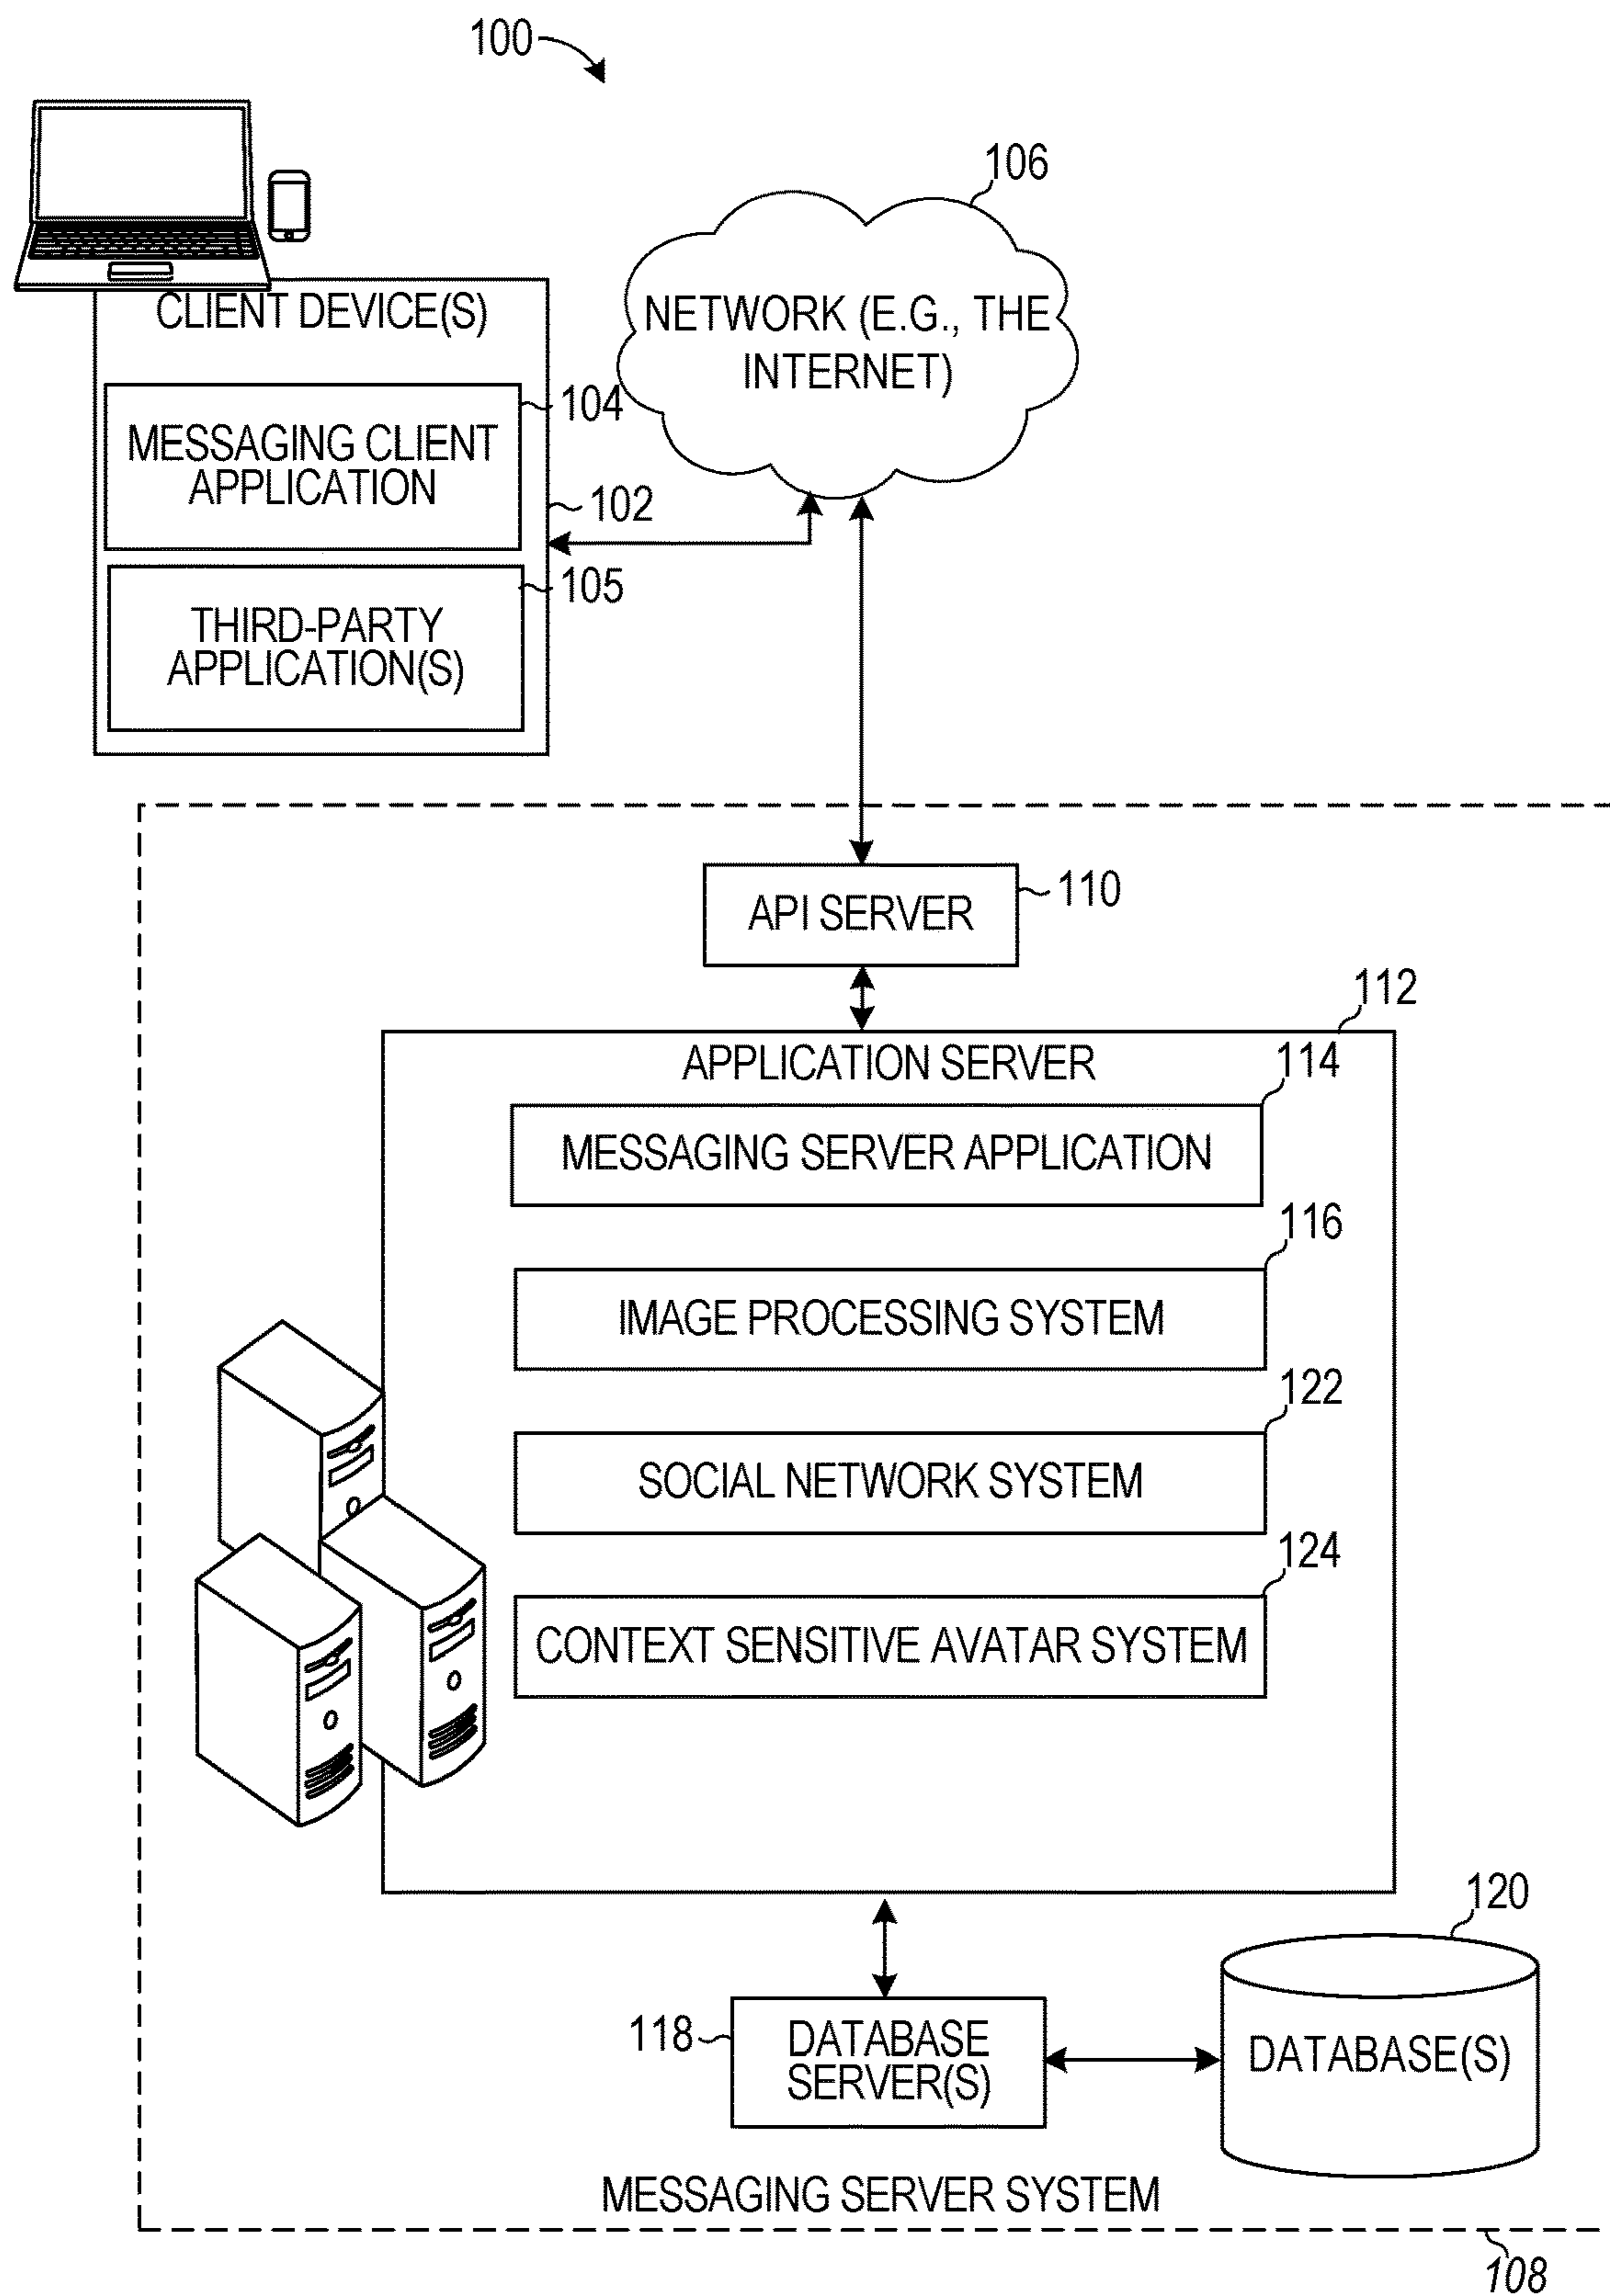 100
106
CLIENT DEVICE(S)
NETWORK (E.G., THE
INTERNET)
104
MESSAGING CLIENT
APPLICATION
102
105
THIRD-PARTY
APPLICATION(S)
110
API SERVER
112
APPLICATION SERVER
114
MESSAGING SERVER APPLICATION
116
IMAGE PROCESSING SYSTEM
122
SOCIAL NETWORK SYSTEM
124
CONTEXT SENSITIVE AVATAR SYSTEM
120
118
DATABASE
SERVER(S)
DATABASE(S)
MESSAGING SERVER SYSTEM
108